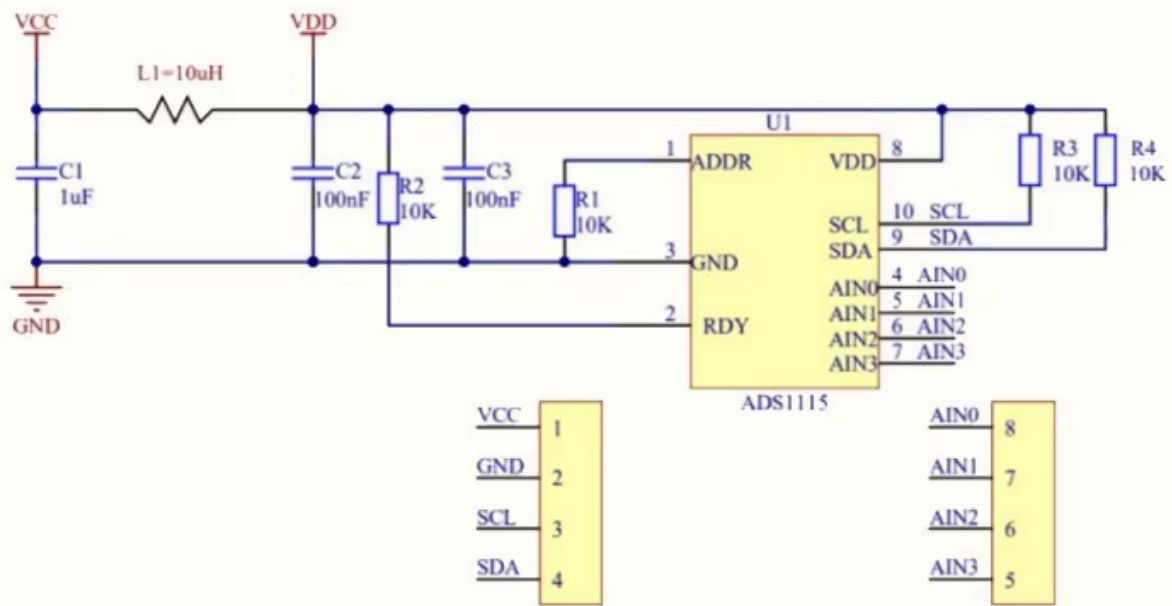 VCC
VDD
L1=10uH
C1
1uF
C2
100nF
R2
10K
C3
100nF
R1
10K
U1
1 ADDR
3 GND
2 RDY
VDD 8
SCL 10 SCL
SDA 9 SDA
AIN0 4 AIN0
AIN1 5 AIN1
AIN2 6 AIN2
AIN3 7 AIN3
ADS1115
R3
10K
R4
10K
GND
VCC 1
GND 2
SCL 3
SDA 4
AIN0 8
AIN1 7
AIN2 6
AIN3 5